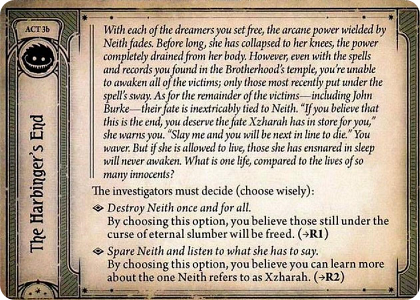 ACT 3b
The Harbinger's End
With each of the dreamers you set free, the arcane power wielded by
Neith fades. Before long, she has collapsed to her knees, the power
completely drained from her body. However, even with the spells
and records you found in the Brotherhood's temple, you're unable
to awaken all of the victims; only those most recently put under the
spell's sway. As for the remainder of the victims—including John
Burke—their fate is inextricably tied to Neith. “If you believe that
this is the end, you deserve the fate Xzharah has in store for you,”
she warns you. “Slay me and you will be next in line to die.” You
waver. But if she is allowed to live, those she has ensnared in sleep
will never awaken. What is one life, compared to the lives of so
many innocents?
The investigators must decide (choose wisely):
Destroy Neith once and for all.
By choosing this option, you believe those still under the
curse of eternal slumber will be freed. (→R1)
Spare Neith and listen to what she has to say.
By choosing this option, you believe you can learn more
about the one Neith refers to as Xzharah. (→R2)